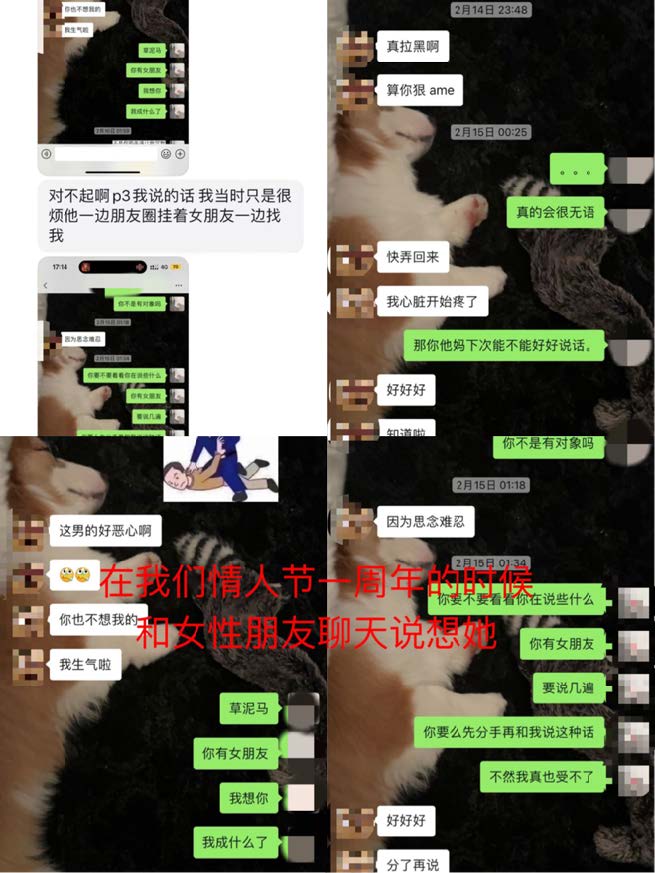 你也不想我的
我生气啦
草泥马
你有女朋友
我想你
我成什么了
对不起啊p3我说的话 我当时只是很
烦他一边朋友圈挂着女朋友一边找
我
17:14
4G
70
你不是有对象吗
2月15日 01:18
因为思念难忍
2月15日 01:34
你要不要看看你在说些什么
你有女朋友
要说几遍
2月14日 23:48
真拉黑啊
算你狠 ame
2月15日 00:25
。。。
真的会很无语
快弄回来
我心脏开始疼了
那你他妈下次能不能好好说话。
好好好
知道啦
这男的好恶心啊
你也不想我的
我生气啦
草泥马
你有女朋友
我想你
我成什么了
你不是有对象吗
2月15日 01:18
因为思念难忍
2月15日 01:34
你要不要看看你在说些什么
你有女朋友
要说几遍
你要么先分手再和我说这种话
不然我真也受不了
好好好
分了再说
在我们情人节一周年的时候
和女性朋友聊天说想她